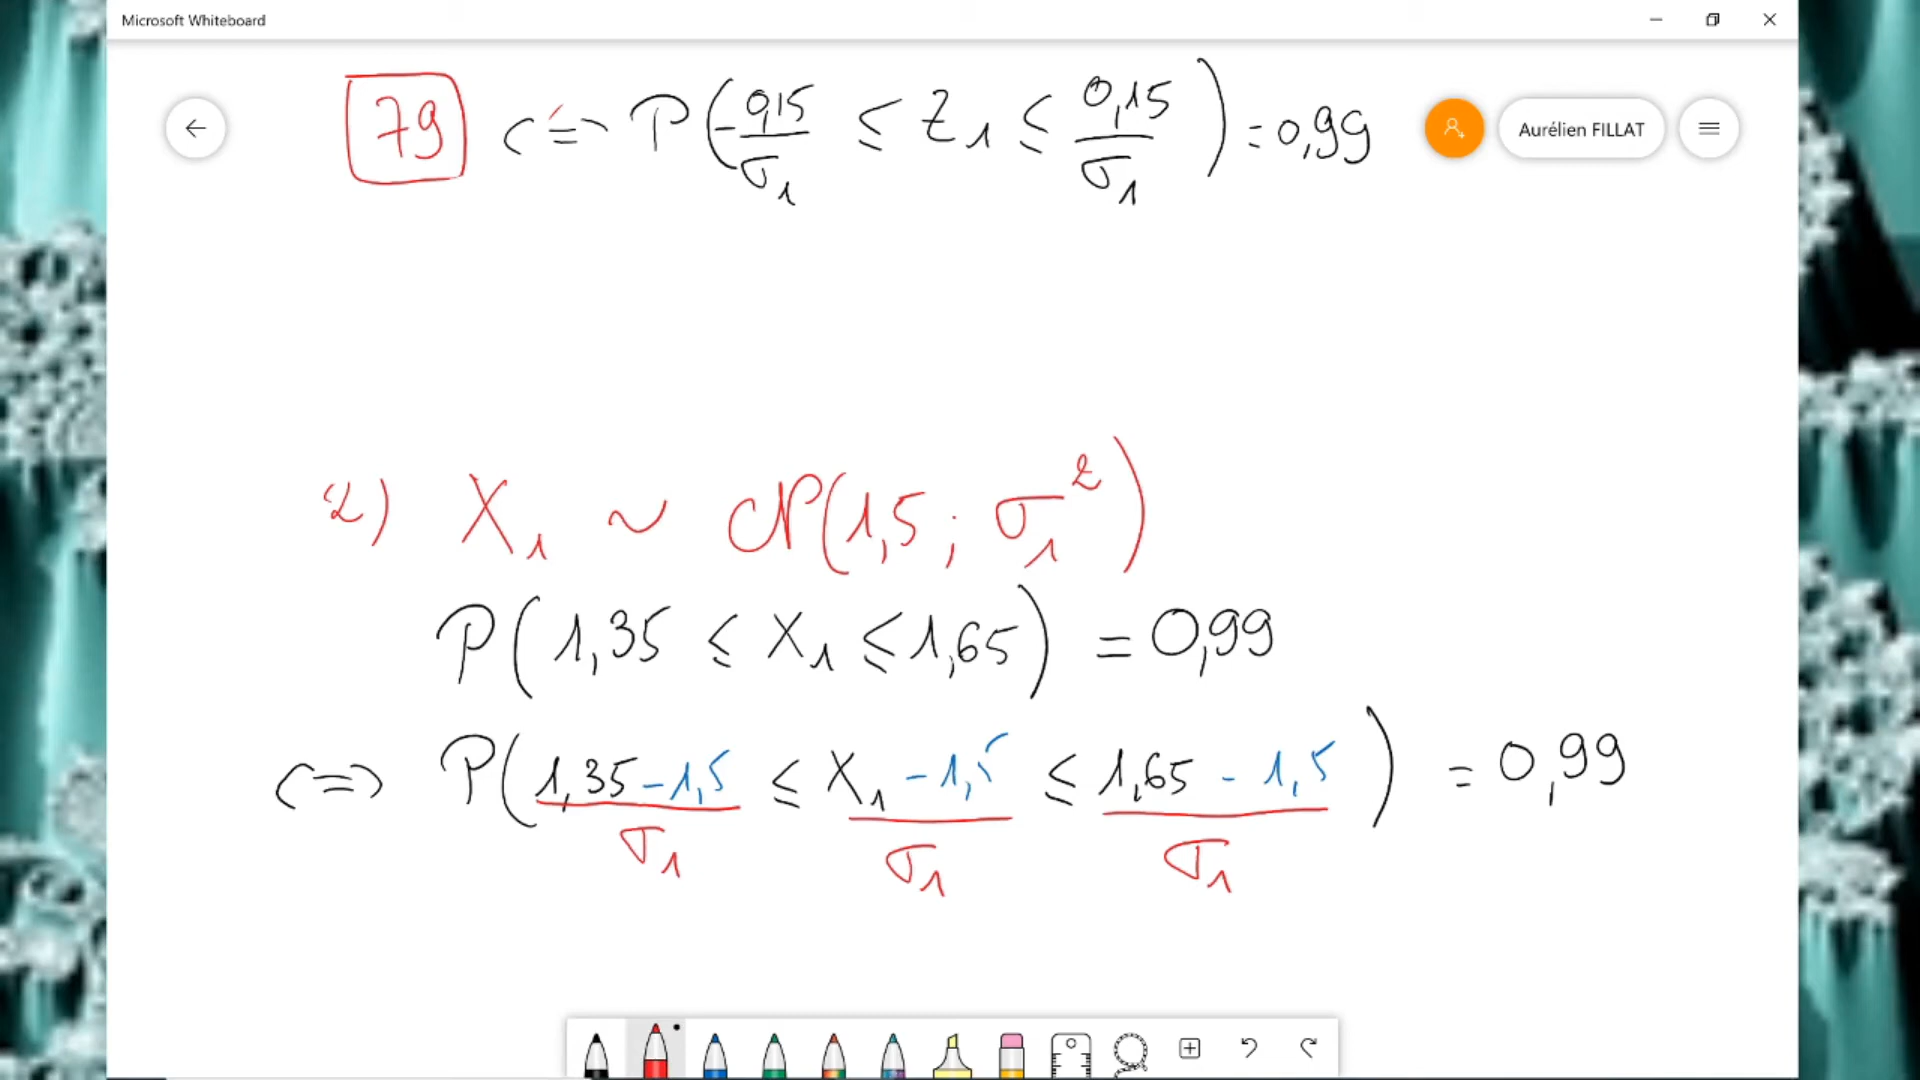 Microsoft Whiteboard
79 <=> P(-0,15/σ₁ ≤ Z₁ ≤ 0,15/σ₁) = 0,99
Aurélien FILLAT
2) X₁ ~ 𝒩(1,5 ; σ₁²)
P(1,35 ≤ X₁ ≤ 1,65) = 0,99
<=> P((1,35 - 1,5)/σ₁ ≤ (X₁ - 1,5)/σ₁ ≤ (1,65 - 1,5)/σ₁) = 0,99